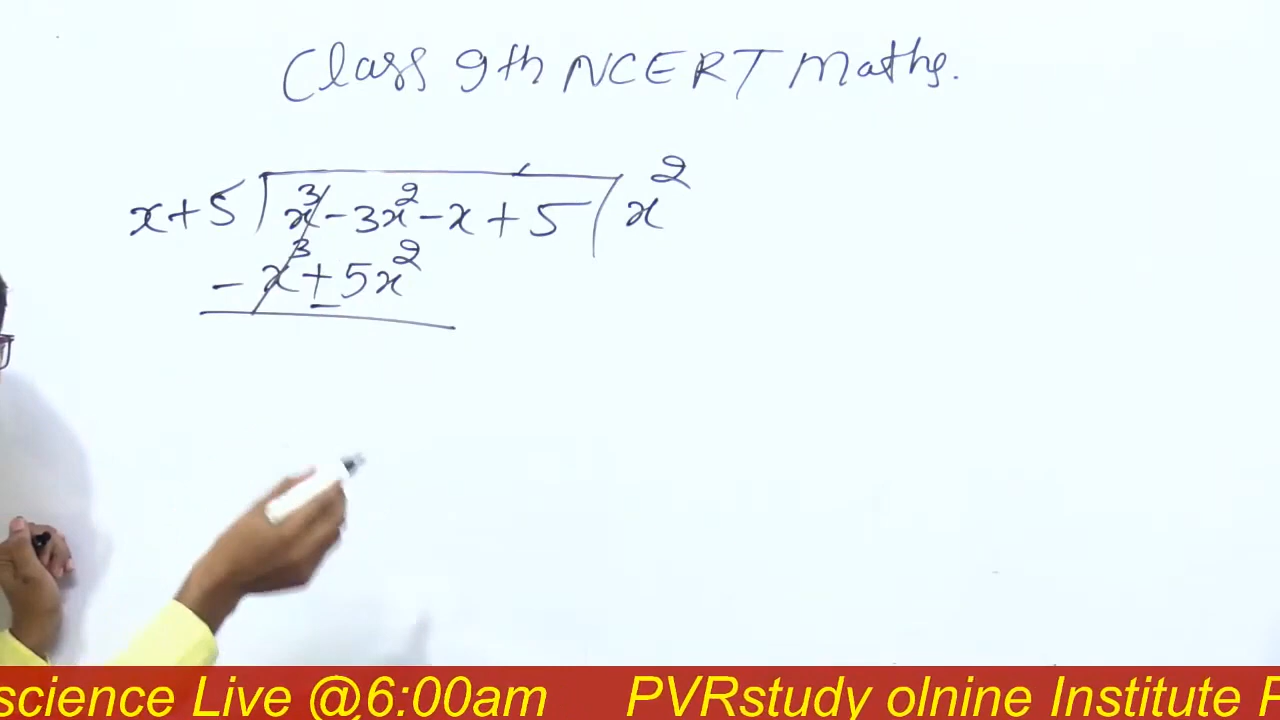 Class 9th NCERT Maths.
x+5) x³-3x²-x+5 ( x²
- x³+5x²
science Live @6:00am PVRstudy olnine Institute